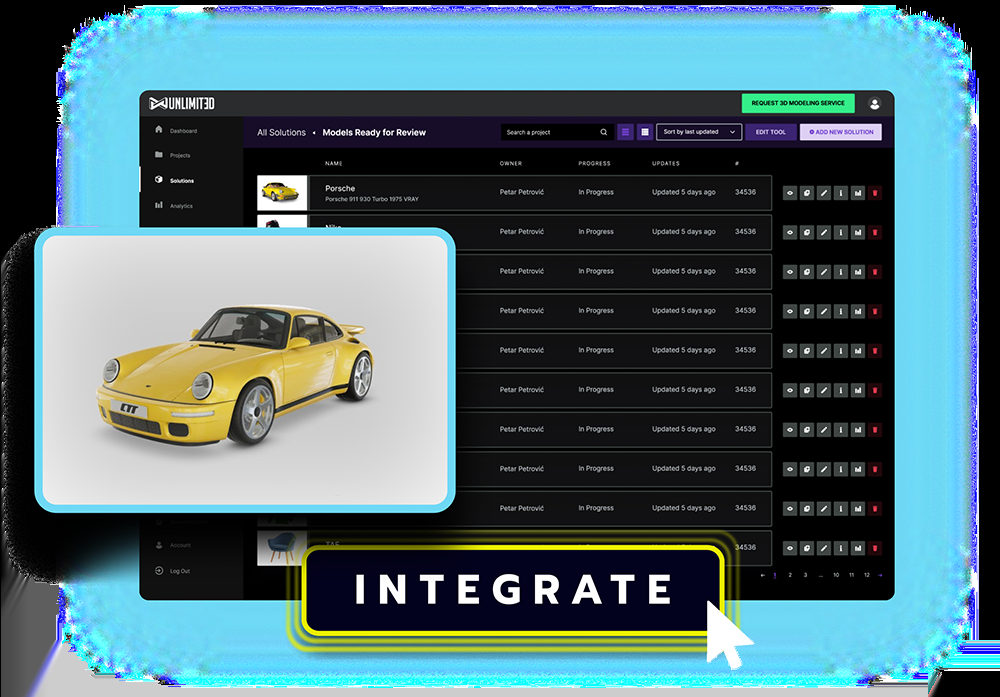 UNLIMIT3D
REQUEST 3D MODELING SERVICE
Dashboard
Projects
Solutions
Analytics
Account
Log Out
All Solutions
Models Ready for Review
Search a project
Sort by last updated
EDIT TOOL
ADD NEW SOLUTION
NAME OWNER PROGRESS UPDATES #
Porsche
Porsche 911 930 Turbo 1975 VRAY
Petar Petrović In Progress Updated 5 days ago 34536
Petar Petrović In Progress Updated 5 days ago 34536
Petar Petrović In Progress Updated 5 days ago 34536
Petar Petrović In Progress Updated 5 days ago 34536
Petar Petrović In Progress Updated 5 days ago 34536
Petar Petrović In Progress Updated 5 days ago 34536
Petar Petrović In Progress Updated 5 days ago 34536
Petar Petrović In Progress Updated 5 days ago 34536
Petar Petrović In Progress Updated 5 days ago 34536
34536
1 2 3 ... 10 11 12
INTEGRATE